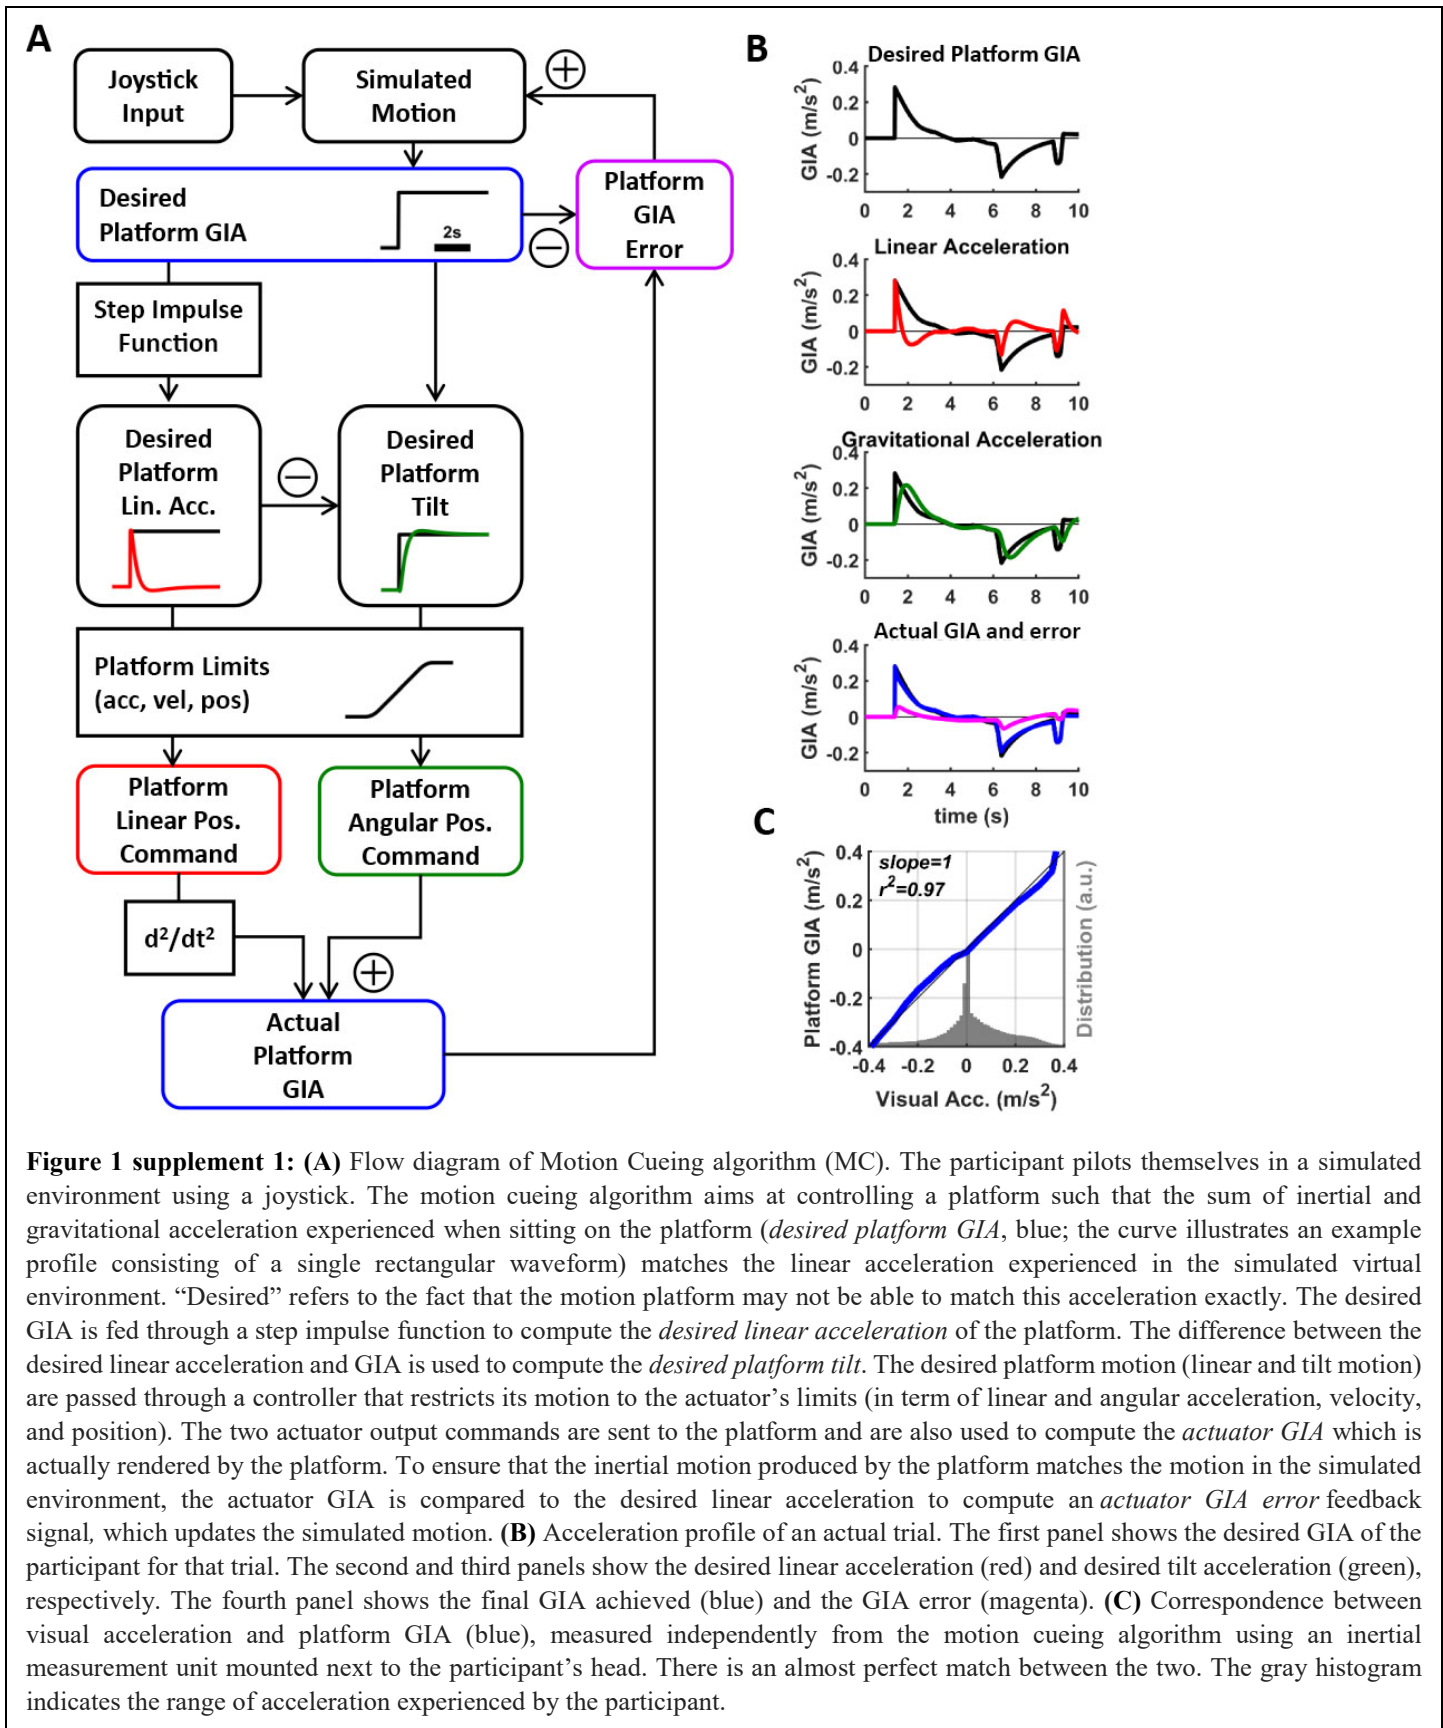 A
Joystick
Input
Simulated
Motion
+
Desired
Platform GIA
2s
−
Platform
GIA
Error
Step Impulse
Function
Desired
Platform
Lin. Acc.
−
Desired
Platform
Tilt
Platform Limits
(acc, vel, pos)
Platform
Linear Pos.
Command
Platform
Angular Pos.
Command
d²/dt²
+
Actual
Platform
GIA
B
Desired Platform GIA
GIA (m/s²)
0.4
0.2
0
-0.2
0 2 4 6 8 10
Linear Acceleration
GIA (m/s²)
0.4
0.2
0
-0.2
0 2 4 6 8 10
Gravitational Acceleration
GIA (m/s²)
0.4
0.2
0
-0.2
0 2 4 6 8 10
Actual GIA and error
GIA (m/s²)
0.4
0.2
0
-0.2
0 2 4 6 8 10
time (s)
C
Platform GIA (m/s²)
0.4
0.2
0
-0.2
-0.4
slope=1
r²=0.97
Distribution (a.u.)
-0.4 -0.2 0 0.2 0.4
Visual Acc. (m/s²)
Figure 1 supplement 1: (A) Flow diagram of Motion Cueing algorithm (MC). The participant pilots themselves in a simulated
environment using a joystick. The motion cueing algorithm aims at controlling a platform such that the sum of inertial and
gravitational acceleration experienced when sitting on the platform (desired platform GIA, blue; the curve illustrates an example
profile consisting of a single rectangular waveform) matches the linear acceleration experienced in the simulated virtual
environment. “Desired” refers to the fact that the motion platform may not be able to match this acceleration exactly. The desired
GIA is fed through a step impulse function to compute the desired linear acceleration of the platform. The difference between the
desired linear acceleration and GIA is used to compute the desired platform tilt. The desired platform motion (linear and tilt motion)
are passed through a controller that restricts its motion to the actuator’s limits (in term of linear and angular acceleration, velocity,
and position). The two actuator output commands are sent to the platform and are also used to compute the actuator GIA which is
actually rendered by the platform. To ensure that the inertial motion produced by the platform matches the motion in the simulated
environment, the actuator GIA is compared to the desired linear acceleration to compute an actuator GIA error feedback
signal, which updates the simulated motion. (B) Acceleration profile of an actual trial. The first panel shows the desired GIA of the
participant for that trial. The second and third panels show the desired linear acceleration (red) and desired tilt acceleration (green),
respectively. The fourth panel shows the final GIA achieved (blue) and the GIA error (magenta). (C) Correspondence between
visual acceleration and platform GIA (blue), measured independently from the motion cueing algorithm using an inertial
measurement unit mounted next to the participant’s head. There is an almost perfect match between the two. The gray histogram
indicates the range of acceleration experienced by the participant.